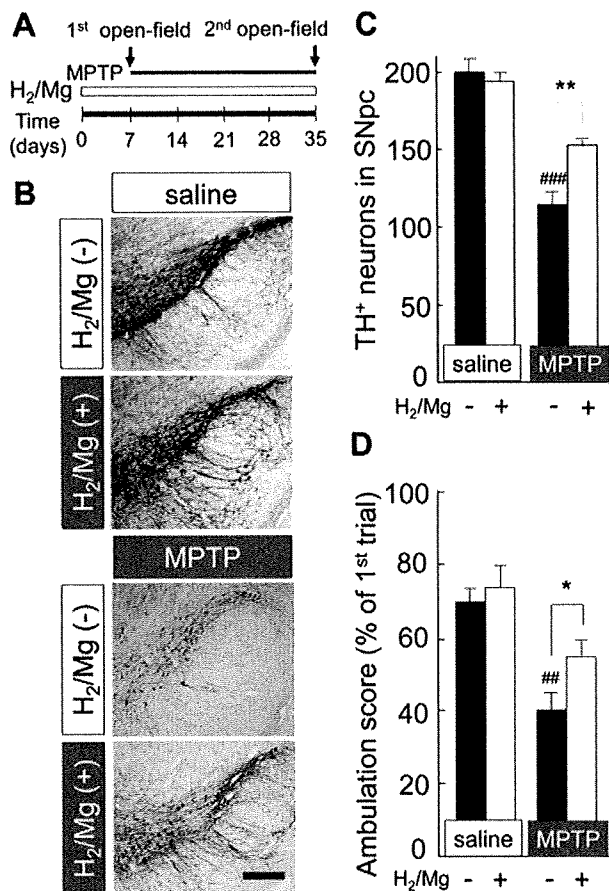 A
1st open-field 2nd open-field
MPTP
H2/Mg
Time
(days)
0 7 14 21 28 35
B
saline
H2/Mg (-)
H2/Mg (+)
MPTP
H2/Mg (-)
H2/Mg (+)
C
TH+ neurons in SNpc
200
150
100
50
0
###
**
saline MPTP
H2/Mg - + - +
D
Ambulation score (% of 1st trial)
100
80
60
40
20
0
##
*
saline MPTP
H2/Mg - + - +